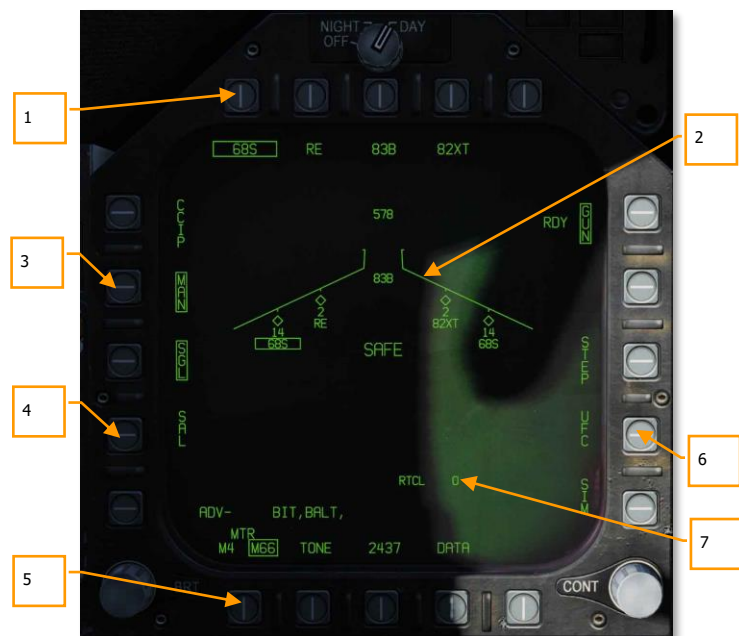 NIGHT DAY
OFF
1
68S RE 83B 82XT
2
CCIP
578
RDY GUN
3
MAN
83B
2 2
RE 82XT
14 14
68S 68S
SGL
SAFE
STEP
4
SAL
UFC
6
RTCL 0
SIM
7
ADV- BIT,BALT,
MTR
M4 M66 TONE 2437 DATA
5
BRT
CONT